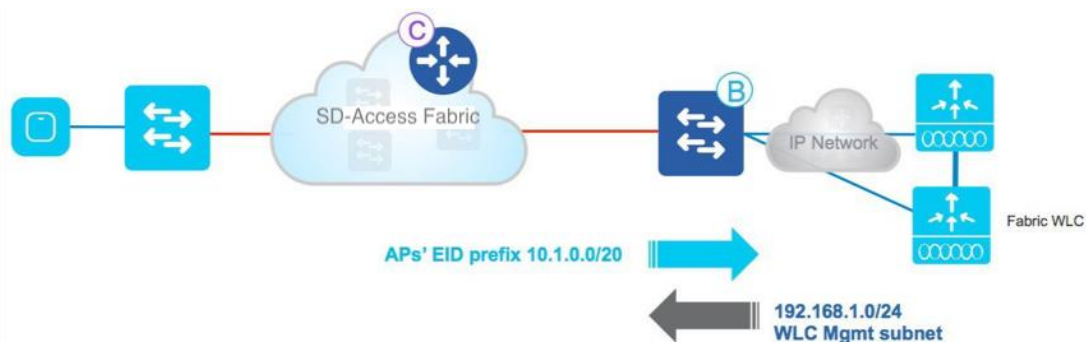 C
SD-Access Fabric
B
IP Network
Fabric WLC
APs' EID prefix 10.1.0.0/20
192.168.1.0/24
WLC Mgmt subnet